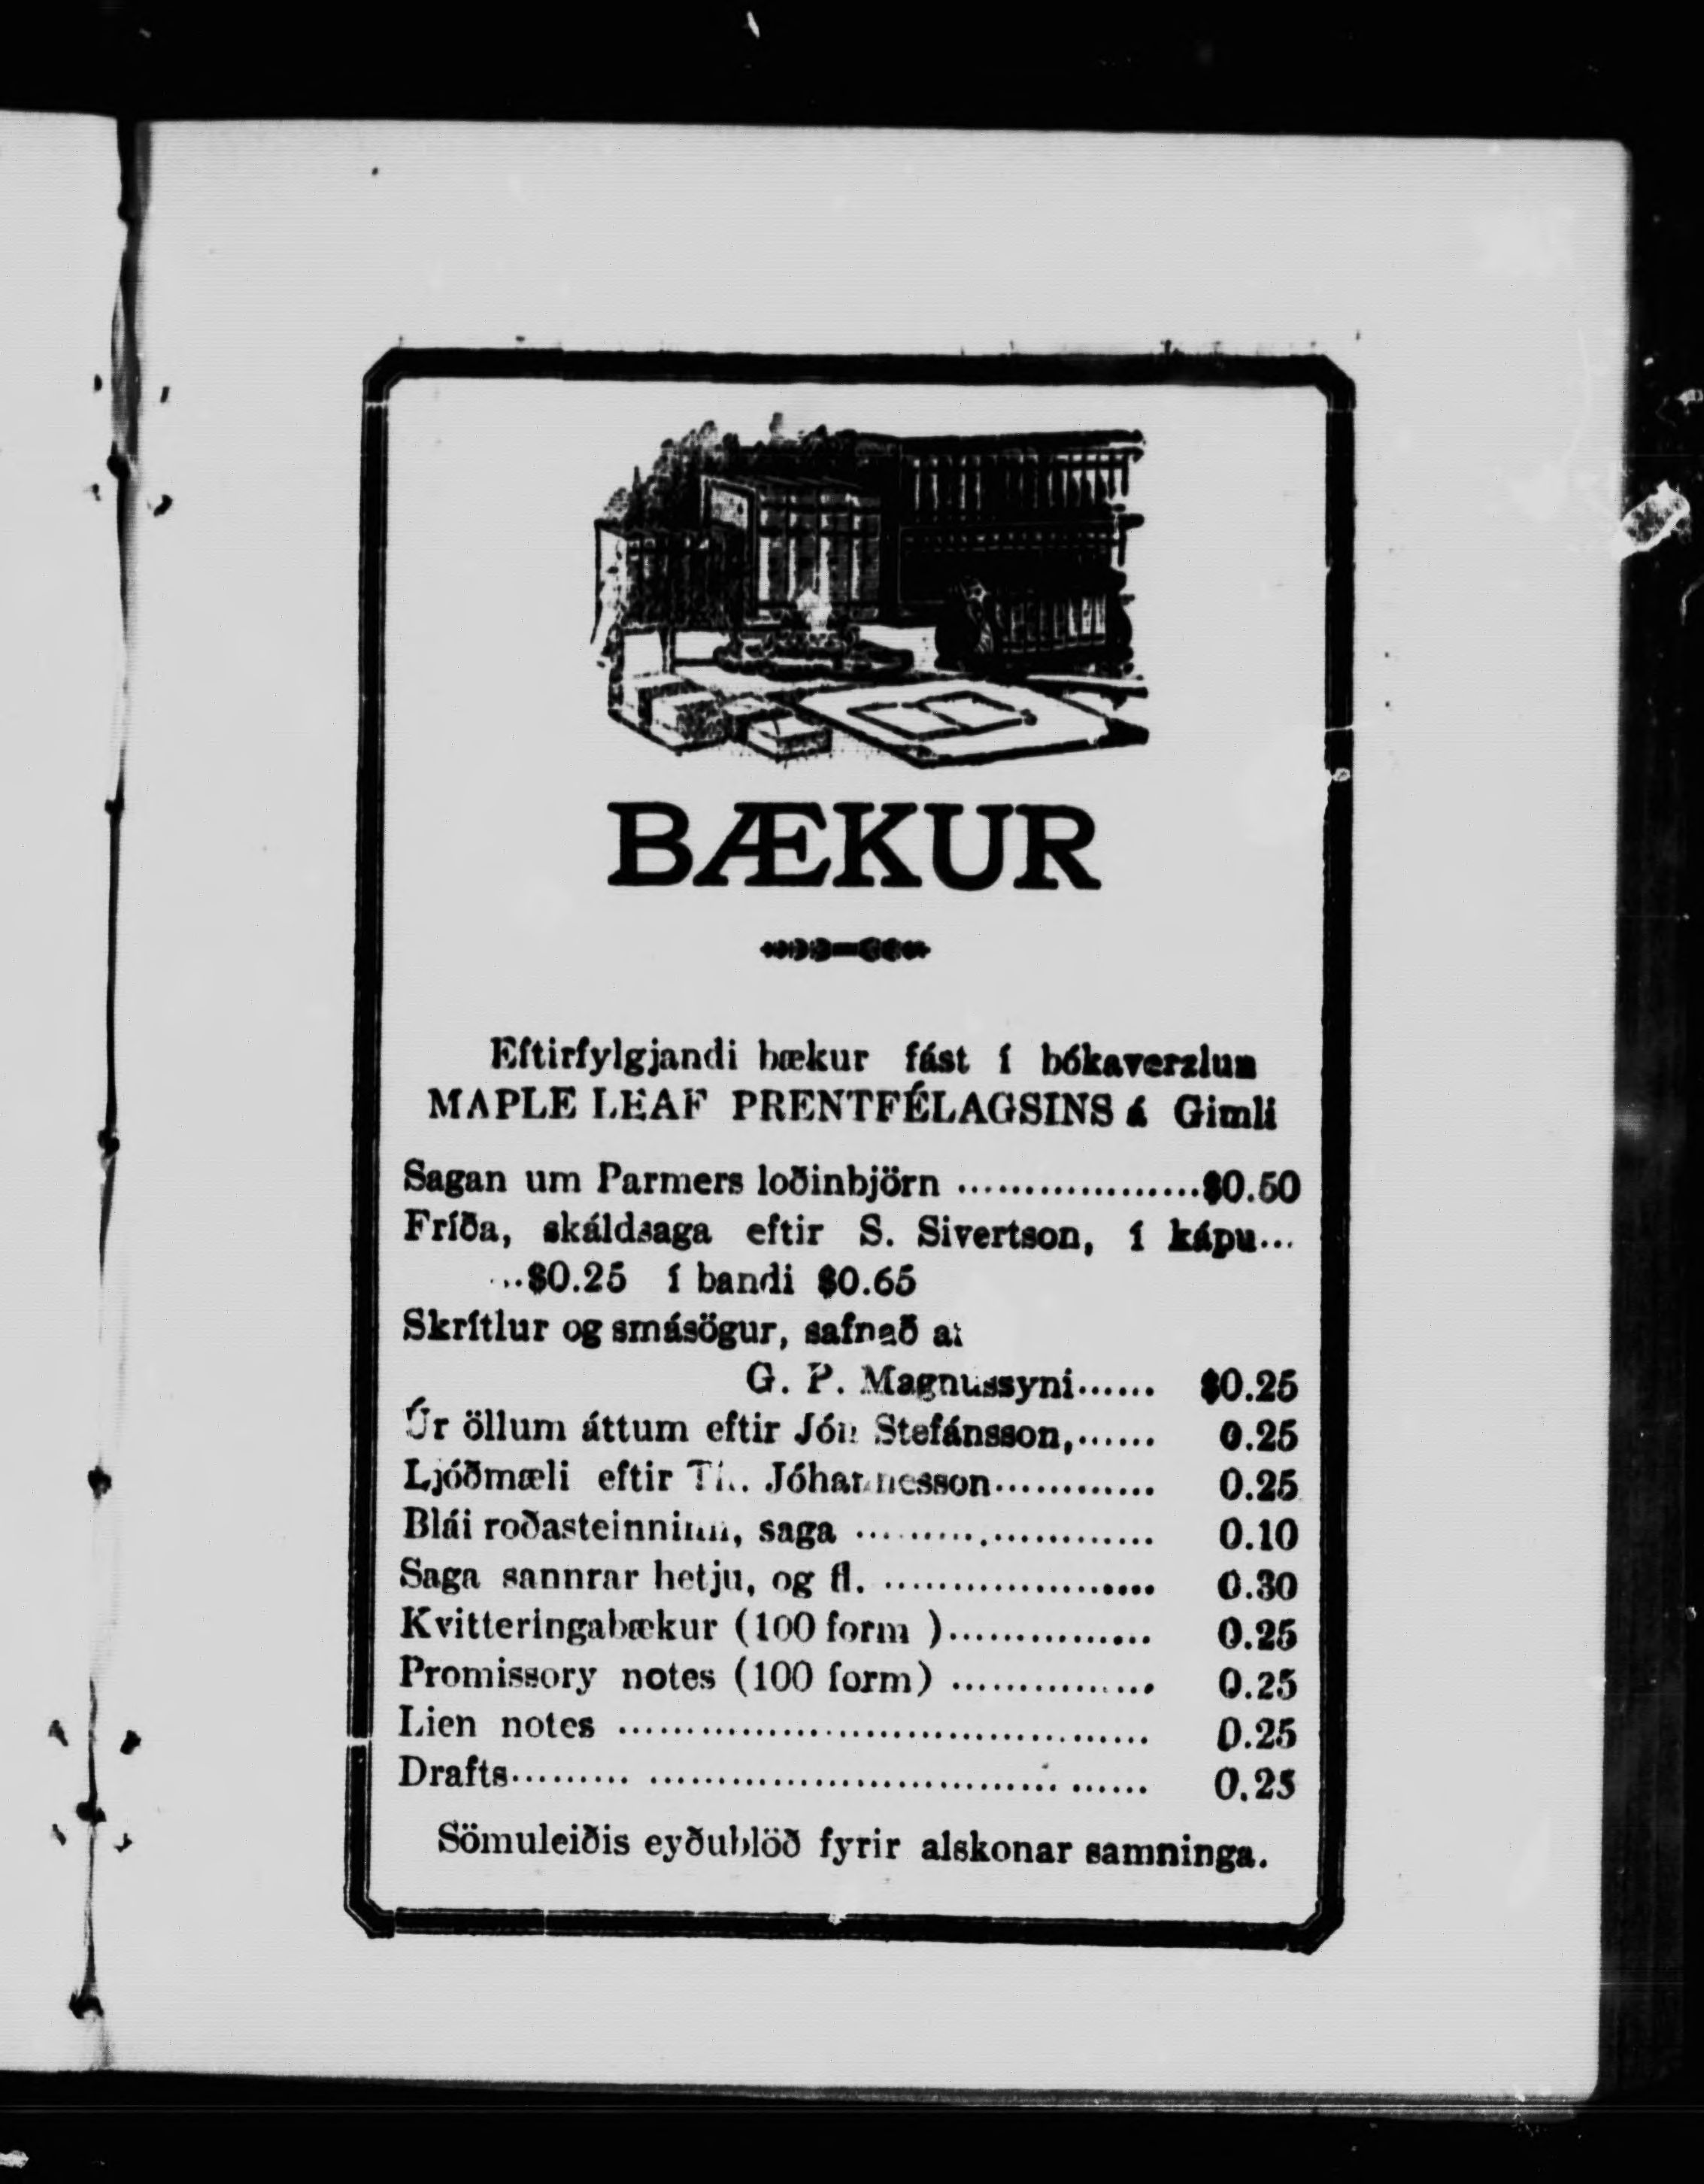 BÆKUR
Eftirfylgjandi bækur fást í bókaverzlun
MAPLE LEAF PRENTFÉLAGSINS á Gimli
Sagan um Parmers loðinbjörn ..................$0.50
Fríða, skáldsaga eftir S. Sivertson, í kápu...
...$0.25 í bandi $0.65
Skrítlur og smásögur, safnað af
G. P. Magnussyni...... $0.25
Úr öllum áttum eftir Jón Stefánsson,...... 0.25
Ljóðmæli eftir Th. Jóhannesson............ 0.25
Blái roðasteinninn, saga ...................... 0.10
Saga sannrar hetju, og fl. .................... 0.30
Kvitteringabækur (100 form )............... 0.25
Promissory notes (100 form) ............... 0.25
Lien notes ....................................... 0.25
Drafts......... .................................... 0.25
Sömuleiðis eyðublöð fyrir alskonar samninga.